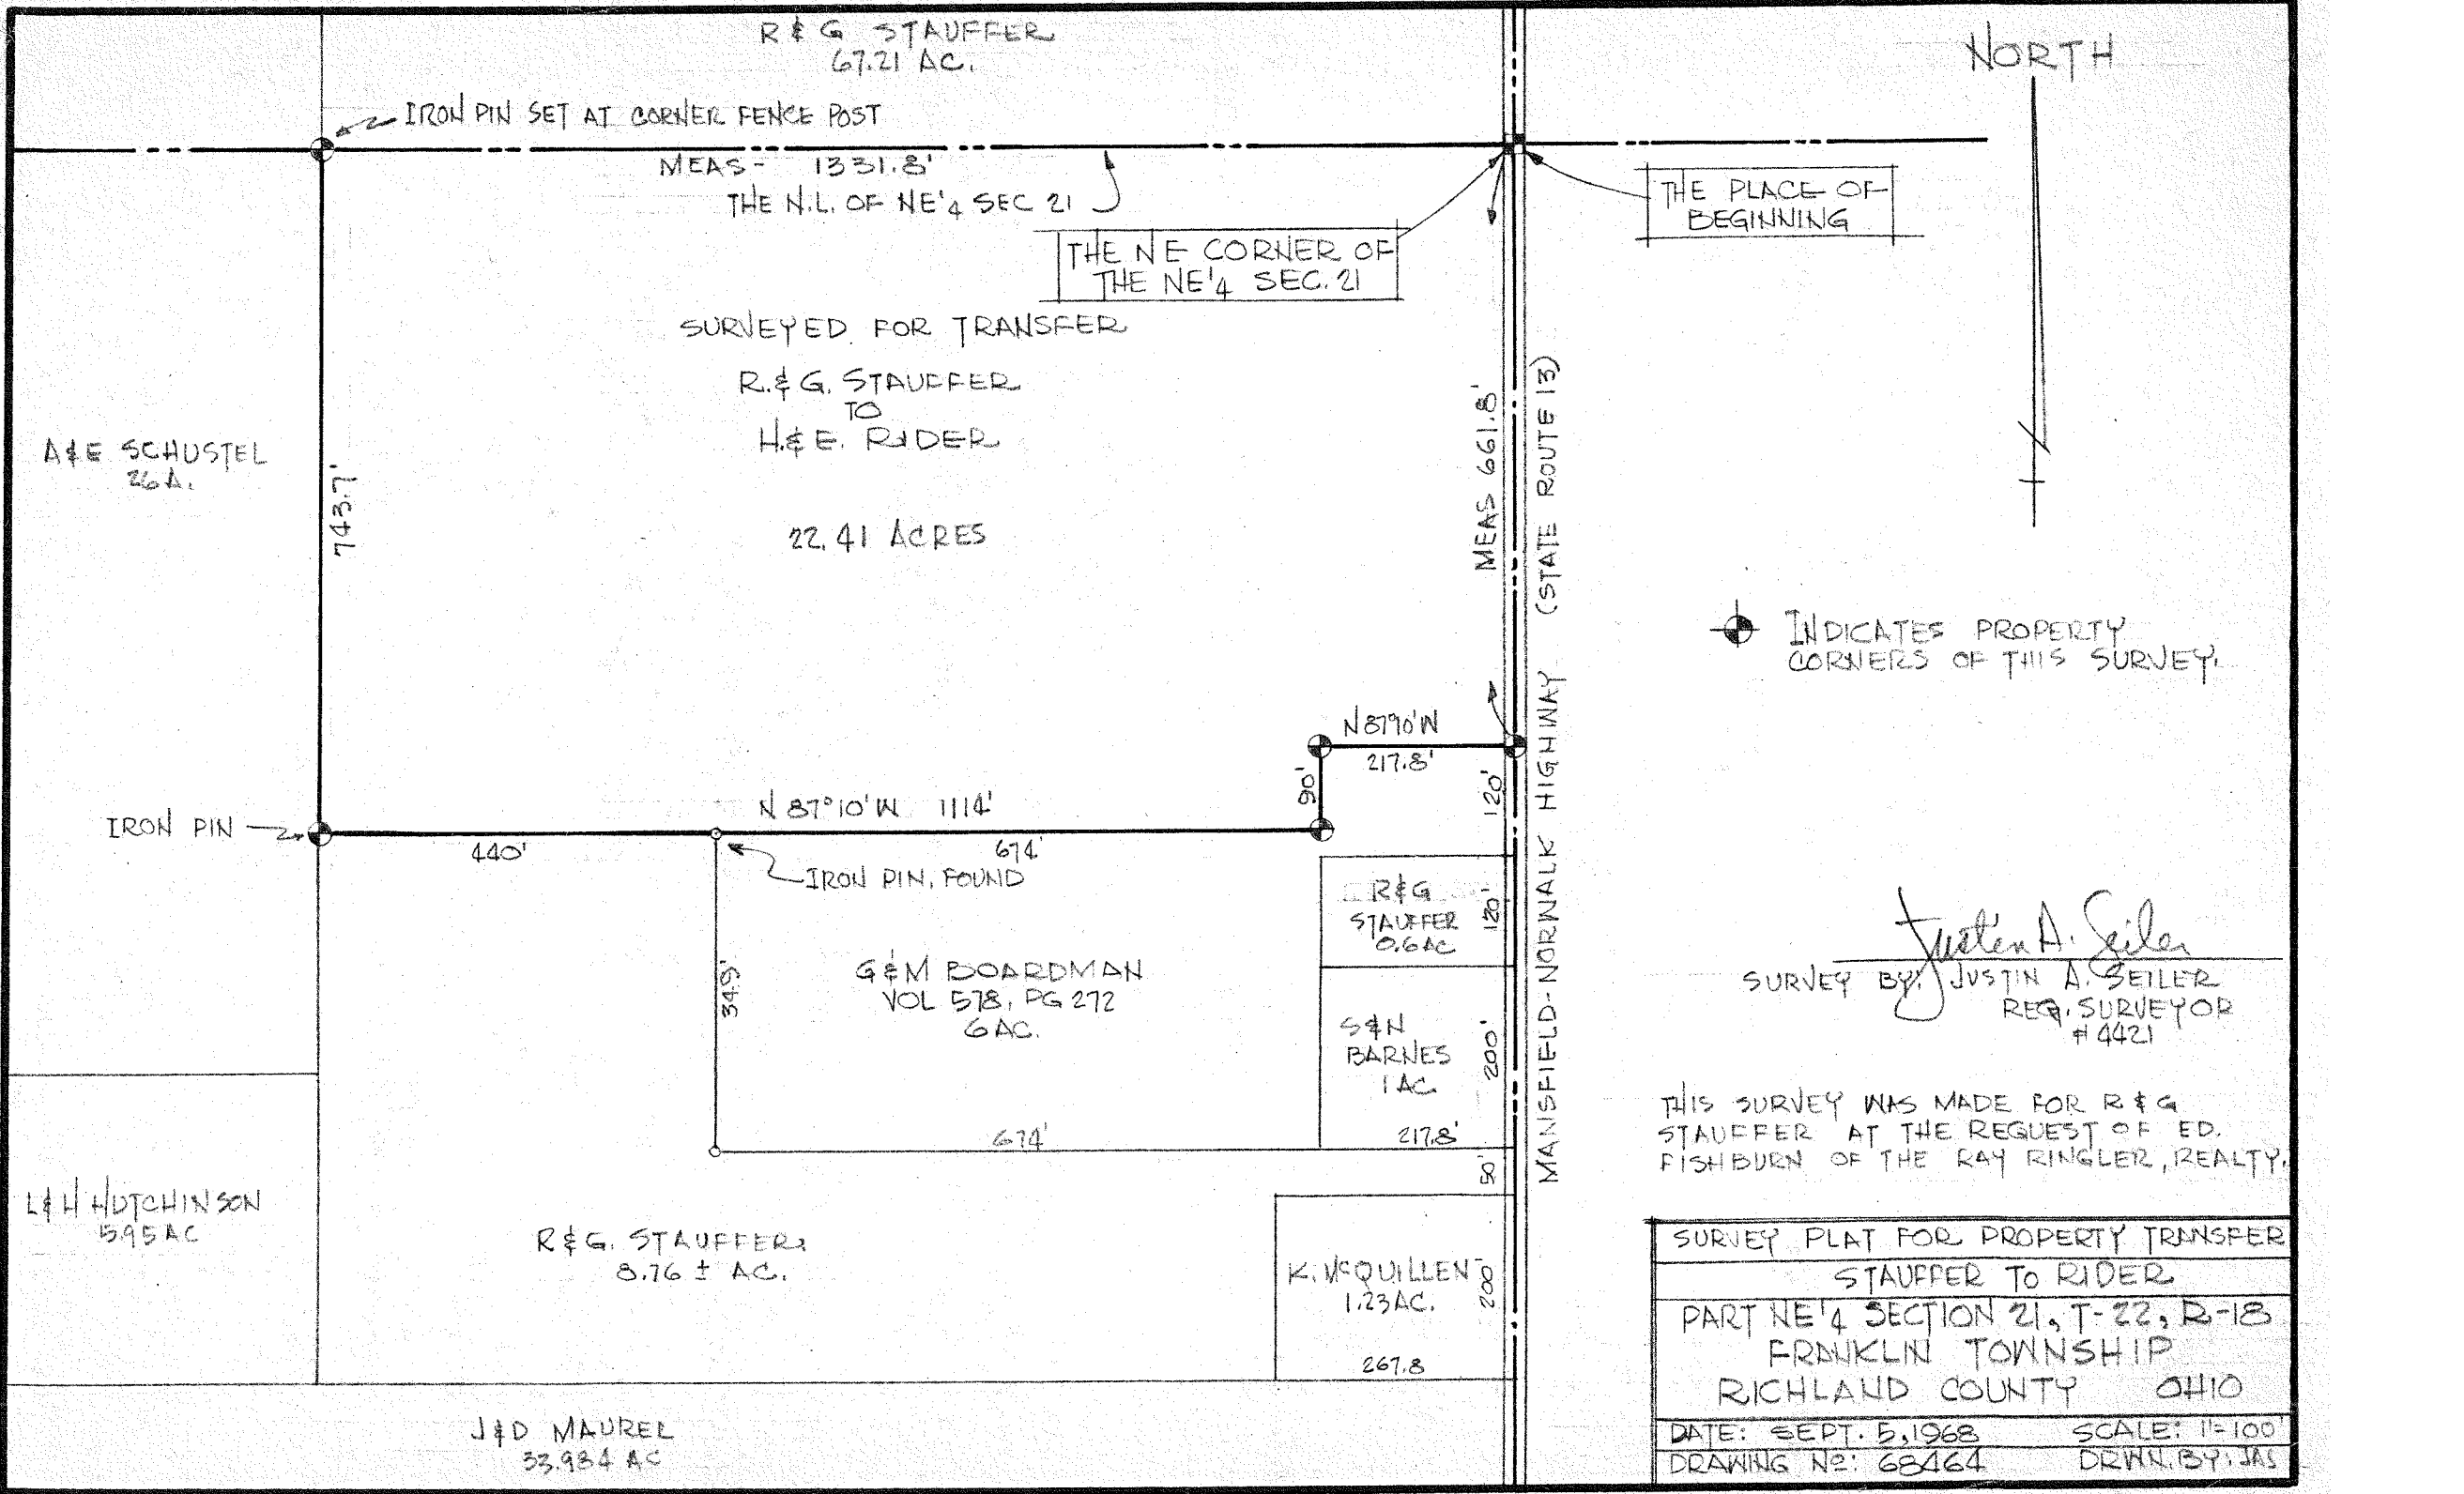 R & G STAUFFER
67.21 AC.
NORTH
IRON PIN SET AT CORNER FENCE POST
MEAS- 1331.8'
THE N.L. OF NE'4 SEC 21
THE PLACE OF
BEGINNING
THE NE CORNER OF
THE NE'4 SEC. 21
SURVEYED FOR TRANSFER
R. & G. STAUFFER
TO
H. & E. RIDER
22.41 ACRES
A & E SCHUSTEL
26 A.
743.7'
MEAS 661.8'
MANSFIELD-NORWALK HIGHWAY (STATE ROUTE 13)
INDICATES PROPERTY
CORNERS OF THIS SURVEY.
N 87°10' W
217.8'
90'
120'
IRON PIN
N 87°10' W 1114'
440'
674'
IRON PIN, FOUND
R & G
STAUFFER
0.6 AC
120'
G & M BOARDMAN
VOL 578, PG 272
6 AC.
349'
S & N
BARNES
1 AC.
200'
674'
217.8'
50'
Justin A. Seiler
SURVEY BY: JUSTIN A. SEILER
REG. SURVEYOR
# 4421
THIS SURVEY WAS MADE FOR R & G
STAUFFER AT THE REQUEST OF ED.
FISHBURN OF THE RAY RINGLER, REALTY.
L & H HUTCHINSON
5.95 AC
R & G. STAUFFER
8.76 ± AC.
K. McQUILLEN
1.23 AC.
200'
267.8
J & D MAUREL
33.934 AC
SURVEY PLAT FOR PROPERTY TRANSFER
STAUFFER TO RIDER
PART NE'4 SECTION 21, T-22, R-18
FRANKLIN TOWNSHIP
RICHLAND COUNTY OHIO
DATE: SEPT. 5, 1968 SCALE: 1"=100'
DRAWING No: 68464 DRWN. BY: JAS